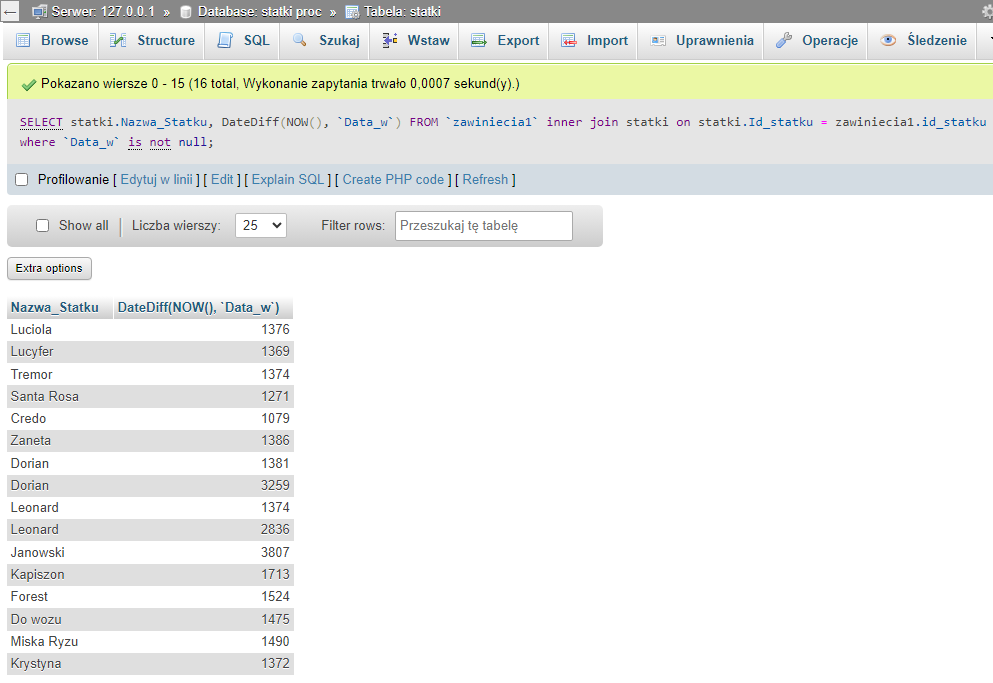 Serwer: 127.0.0.1 » Database: statki proc » Tabela: statki
Browse Structure SQL Szukaj Wstaw Export Import Uprawnienia Operacje Śledzenie
Pokazano wiersze 0 - 15 (16 total, Wykonanie zapytania trwało 0,0007 sekund(y).)
SELECT statki.Nazwa_Statku, DateDiff(NOW(), `Data_w`) FROM `zawiniecia1` inner join statki on statki.Id_statku = zawiniecia1.id_statku
where `Data_w` is not null;
Profilowanie [ Edytuj w linii ] [ Edit ] [ Explain SQL ] [ Create PHP code ] [ Refresh ]
Show all Liczba wierszy: 25 Filter rows: Przeszukaj tę tabelę
Extra options
Nazwa_Statku DateDiff(NOW(), `Data_w`)
Luciola 1376
Lucyfer 1369
Tremor 1374
Santa Rosa 1271
Credo 1079
Zaneta 1386
Dorian 1381
Dorian 3259
Leonard 1374
Leonard 2836
Janowski 3807
Kapiszon 1713
Forest 1524
Do wozu 1475
Miska Ryzu 1490
Krystyna 1372